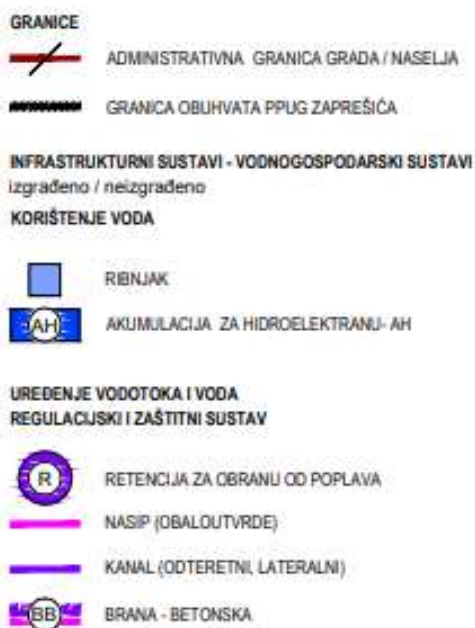 GRANICE
ADMINISTRATIVNA GRANICA GRADA / NASELJA
GRANICA OBUHVATA PPUG ZAPREŠIĆA
INFRASTRUKTURNI SUSTAVI - VODNOGOSPODARSKI SUSTAVI
izgrađeno / neizgrađeno
KORIŠTENJE VODA
RIBNJAK
AH AKUMULACIJA ZA HIDROELEKTRANU- AH
UREĐENJE VODOTOKA I VODA
REGULACIJSKI I ZAŠTITNI SUSTAV
R RETENCIJA ZA OBRANU OD POPLAVA
NASIP (OBALOUTVRDE)
KANAL (ODTERETNI, LATERALNI)
BB BRANA - BETONSKA